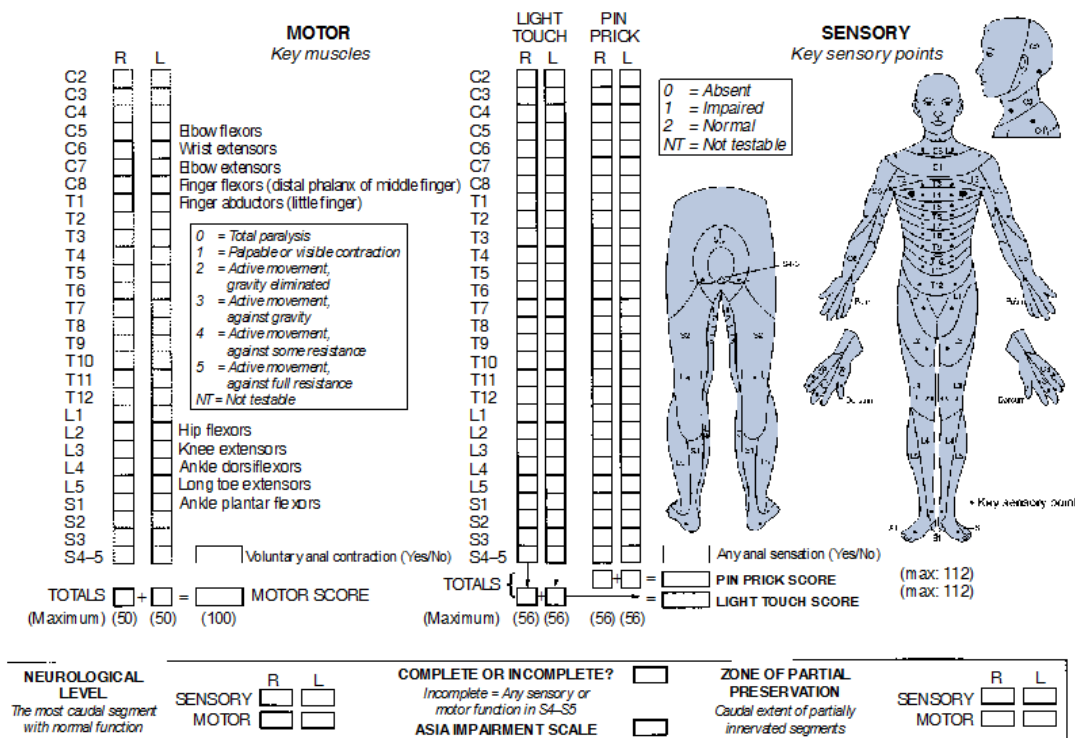 MOTOR
Key muscles
R L
C2
C3
C4
C5 Elbow flexors
C6 Wrist extensors
C7 Elbow extensors
C8 Finger flexors (distal phalanx of middle finger)
T1 Finger abductors (little finger)
T2
T3
T4
T5
T6
T7
T8
T9
T10
T11
T12
L1
L2 Hip flexors
L3 Knee extensors
L4 Ankle dorsiflexors
L5 Long toe extensors
S1 Ankle plantar flexors
S2
S3
S4–5
0 = Total paralysis
1 = Palpable or visible contraction
2 = Active movement,
gravity eliminated
3 = Active movement,
against gravity
4 = Active movement,
against some resistance
5 = Active movement,
against full resistance
NT = Not testable
Voluntary anal contraction (Yes/No)
TOTALS + = MOTOR SCORE
(Maximum) (50) (50) (100)
LIGHT TOUCH
PIN PRICK
R L R L
C2
C3
C4
C5
C6
C7
C8
T1
T2
T3
T4
T5
T6
T7
T8
T9
T10
T11
T12
L1
L2
L3
L4
L5
S1
S2
S3
S4–5
SENSORY
Key sensory points
0 = Absent
1 = Impaired
2 = Normal
NT = Not testable
S4-5
Palm
Dorsum
Dorsum
• Key sensory point
Any anal sensation (Yes/No)
TOTALS + = PIN PRICK SCORE (max: 112)
+ = LIGHT TOUCH SCORE (max: 112)
(Maximum) (56) (56) (56) (56)
NEUROLOGICAL
LEVEL
The most caudal segment
with normal function
R L
SENSORY
MOTOR
COMPLETE OR INCOMPLETE?
Incomplete = Any sensory or
motor function in S4–S5
ASIA IMPAIRMENT SCALE
ZONE OF PARTIAL
PRESERVATION
Caudal extent of partially
innervated segments
R L
SENSORY
MOTOR